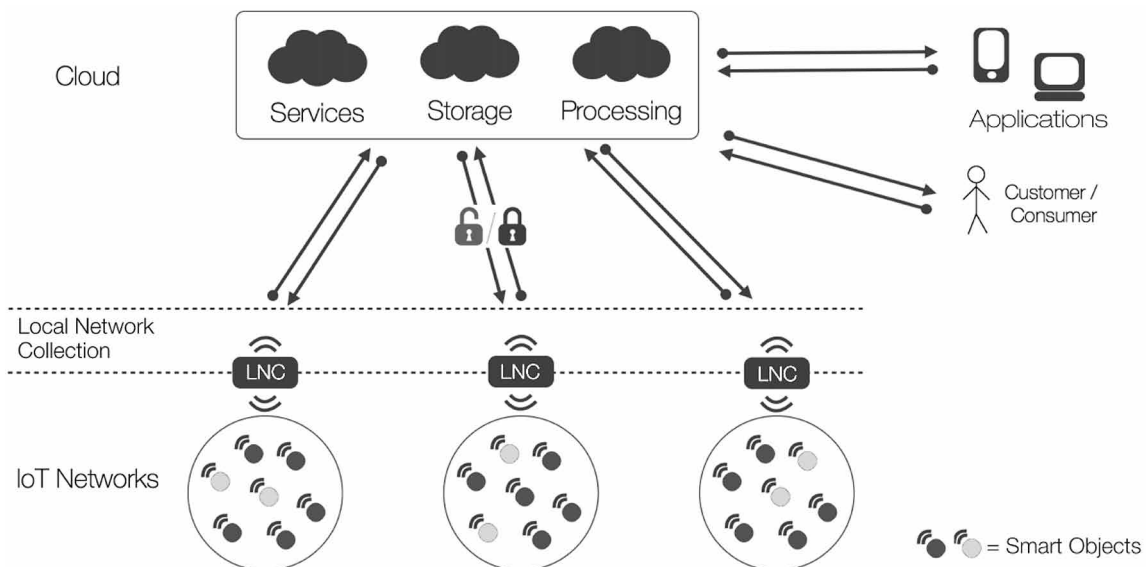 Cloud
Services
Storage
Processing
Applications
Customer /
Consumer
Local Network
Collection
LNC
LNC
LNC
IoT Networks
= Smart Objects